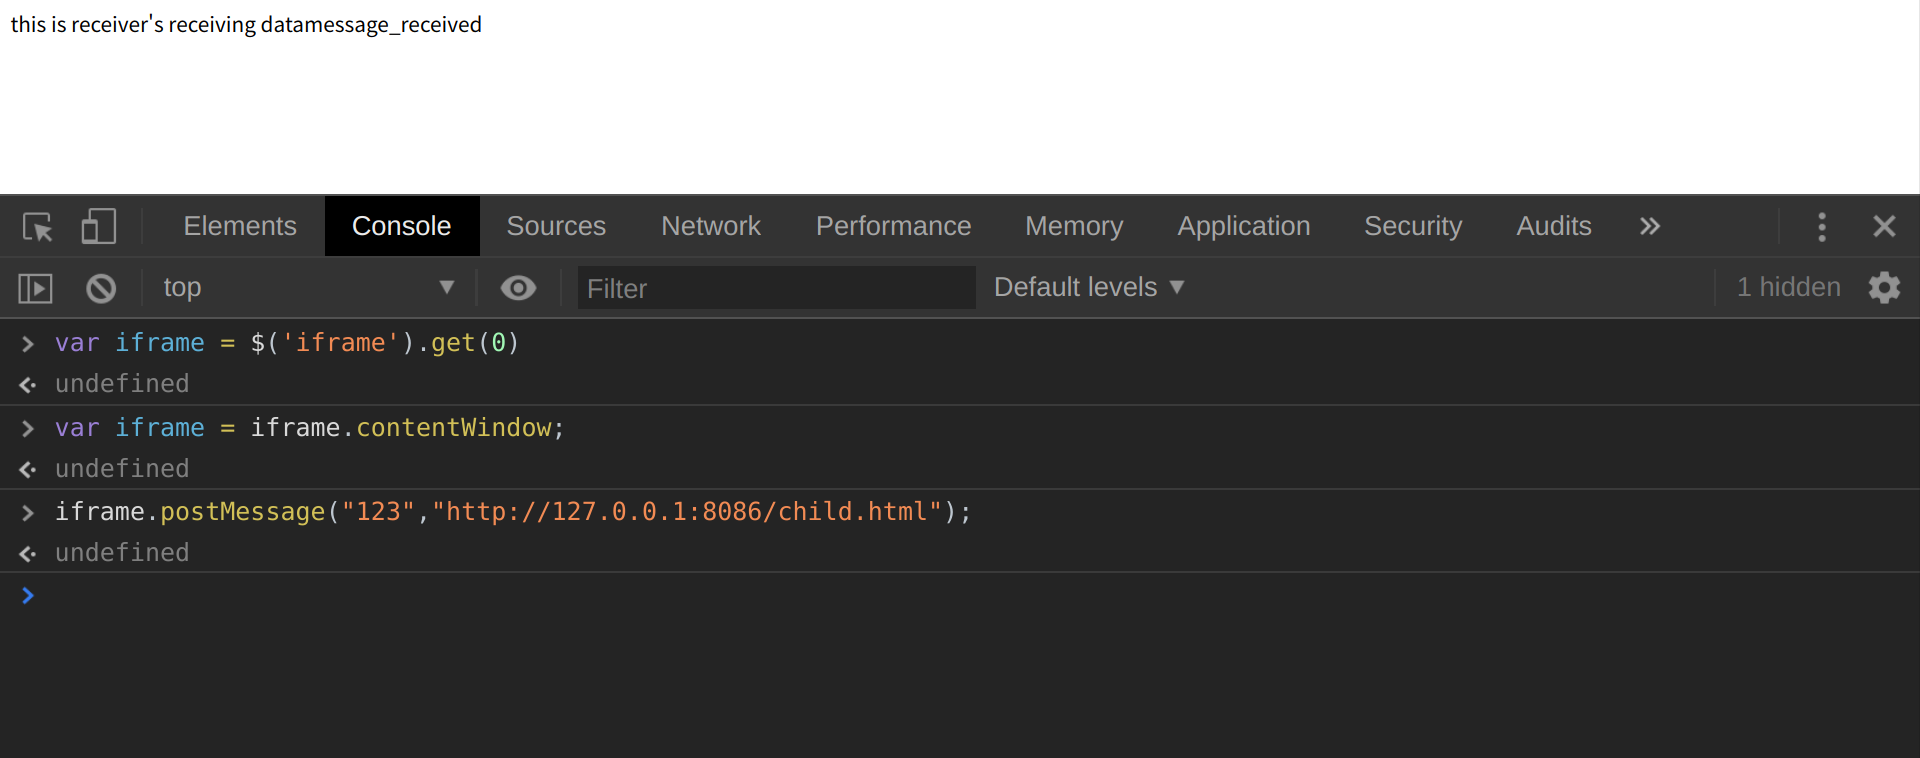 this is receiver's receiving datamessage_received
Elements Console Sources Network Performance Memory Application Security Audits
top Filter Default levels 1 hidden
var iframe = $('iframe').get(0)
undefined
var iframe = iframe.contentWindow;
undefined
iframe.postMessage("123","http://127.0.0.1:8086/child.html");
undefined